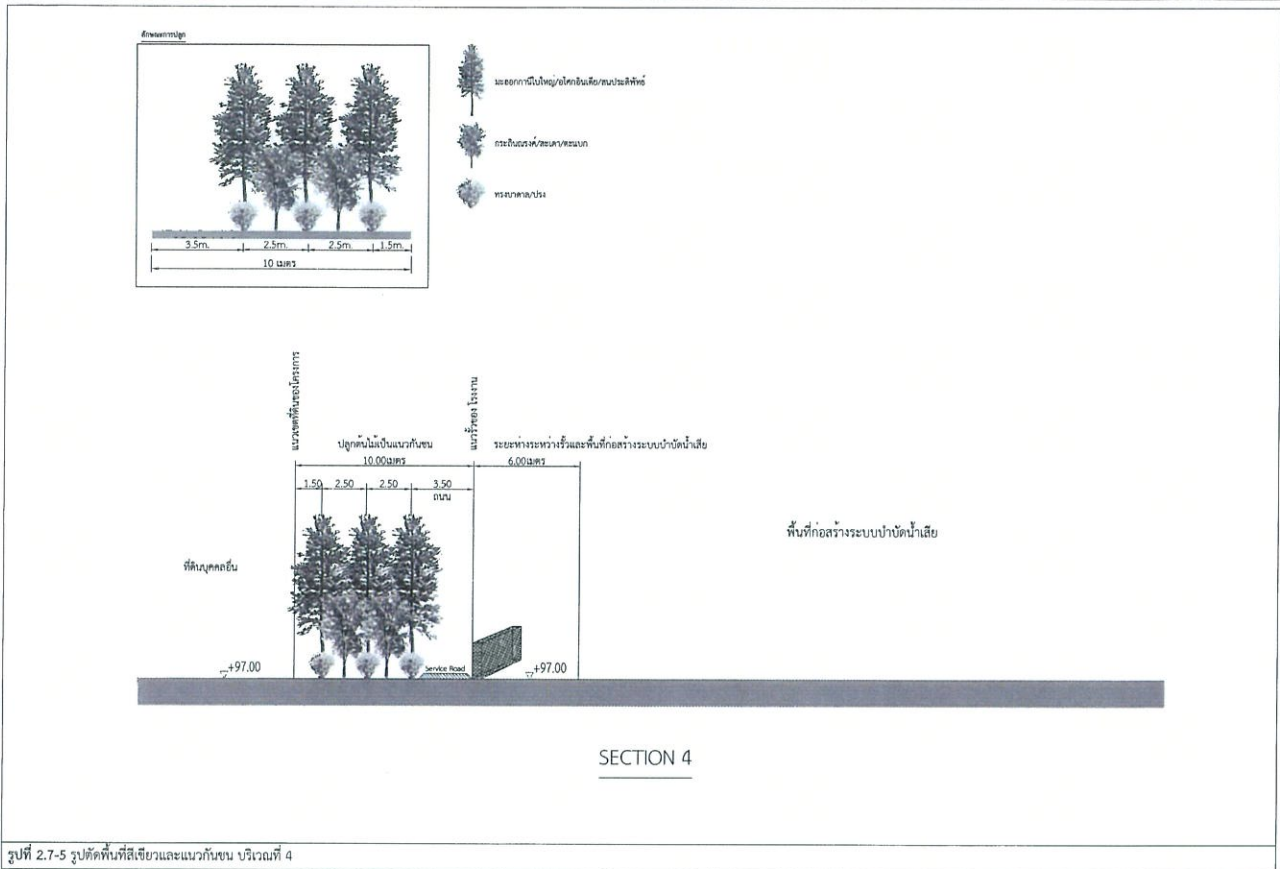 ลักษณะการปลูก
มะฮอกกานีใบใหญ่/อโศกอินเดีย/สนประดิพัทธ์
กระถินณรงค์/สะเดา/ตะแบก
ทรงบาดาล/ปรง
3.5m. 2.5m. 2.5m. 1.5m.
10 เมตร
แนวเขตที่ดินของโครงการ
แนวรั้วของ โรงงาน
ปลูกต้นไม้เป็นแนวกันชน
ระยะห่างระหว่างรั้วและพื้นที่ก่อสร้างระบบบำบัดน้ำเสีย
10.00เมตร 6.00เมตร
1.50 2.50 2.50 3.50
ถนน
พื้นที่ก่อสร้างระบบบำบัดน้ำเสีย
ที่ดินบุคคลอื่น
+97.00 Service Road +97.00
SECTION 4
รูปที่ 2.7-5 รูปตัดพื้นที่สีเขียวและแนวกันชน บริเวณที่ 4